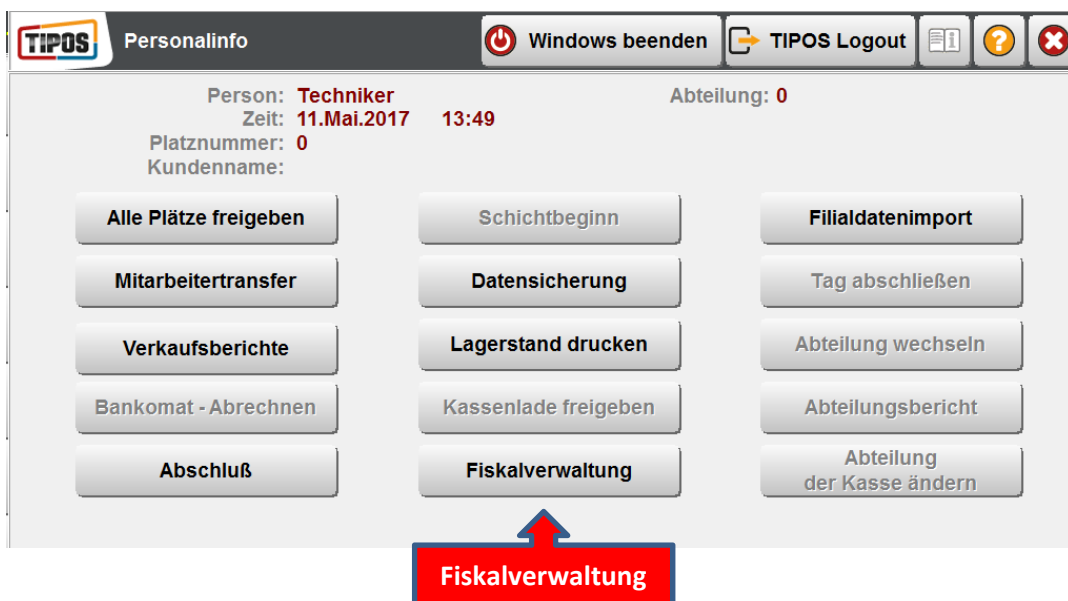 TIPOS Personalinfo Windows beenden TIPOS Logout
Person: Techniker Abteilung: 0
Zeit: 11.Mai.2017 13:49
Platznummer: 0
Kundenname:
Alle Plätze freigeben Schichtbeginn Filialdatenimport
Mitarbeitertransfer Datensicherung Tag abschließen
Verkaufsberichte Lagerstand drucken Abteilung wechseln
Bankomat - Abrechnen Kassenlade freigeben Abteilungsbericht
Abschluß Fiskalverwaltung Abteilung
der Kasse ändern
Fiskalverwaltung